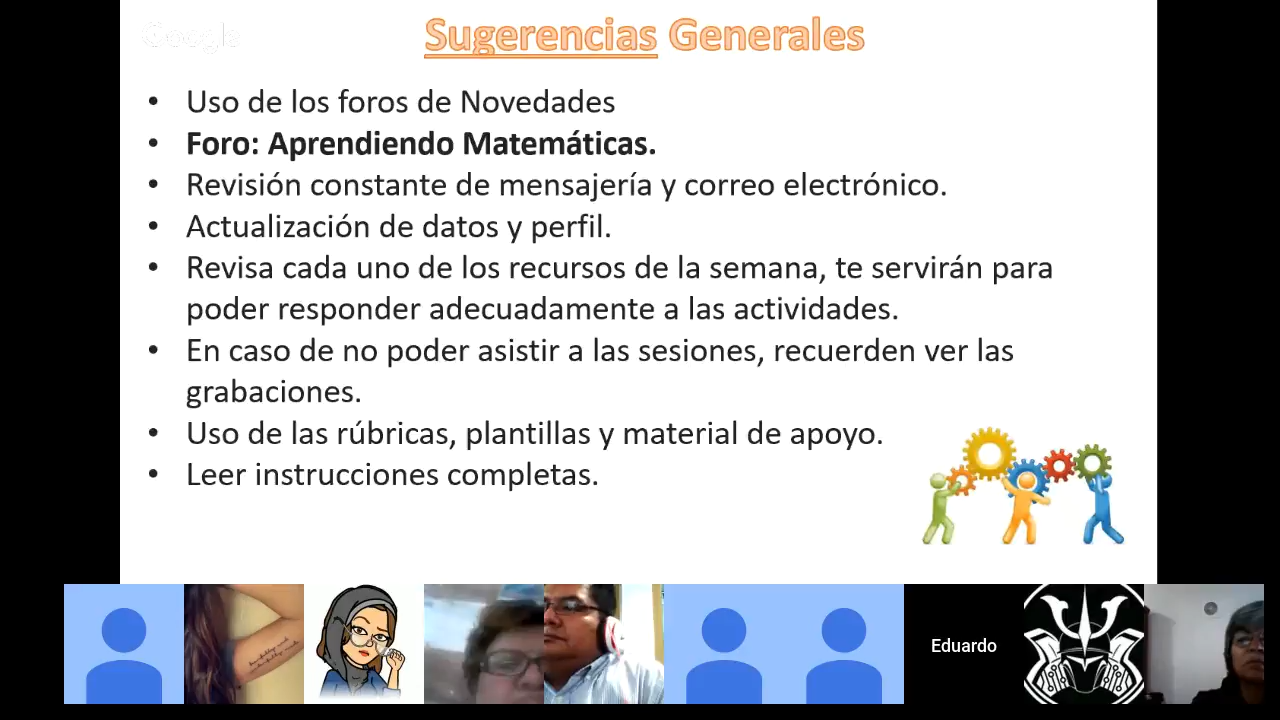 Google
Sugerencias Generales
• Uso de los foros de Novedades
• Foro: Aprendiendo Matemáticas.
• Revisión constante de mensajería y correo electrónico.
• Actualización de datos y perfil.
• Revisa cada uno de los recursos de la semana, te servirán para
poder responder adecuadamente a las actividades.
• En caso de no poder asistir a las sesiones, recuerden ver las
grabaciones.
• Uso de las rúbricas, plantillas y material de apoyo.
• Leer instrucciones completas.
Eduardo